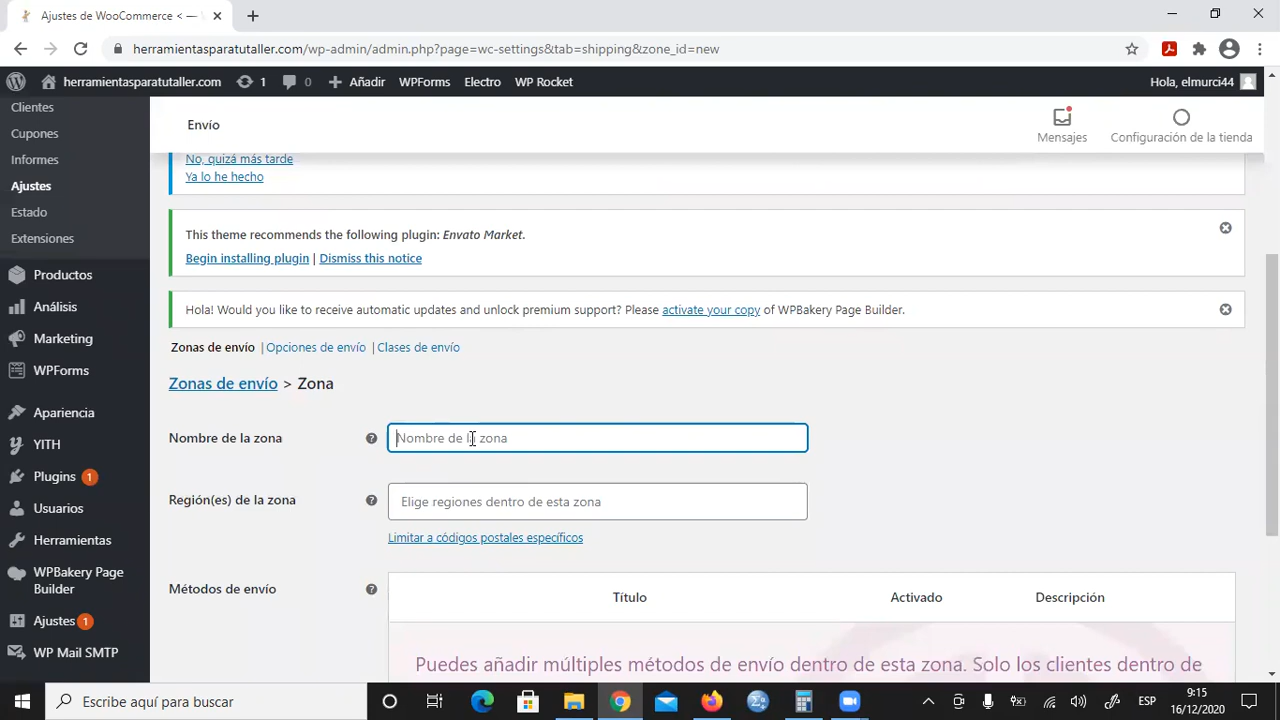 Ajustes de WooCommerce < —
herramientasparatutaller.com/wp-admin/admin.php?page=wc-settings&tab=shipping&zone_id=new
herramientasparatutaller.com 1 0 Añadir WPForms Electro WP Rocket Hola, elmurci44
Clientes
Cupones
Informes
Ajustes
Estado
Extensiones
Productos
Análisis
Marketing
WPForms
Apariencia
YITH
Plugins 1
Usuarios
Herramientas
WPBakery Page
Builder
Ajustes 1
WP Mail SMTP
Envío
Mensajes
Configuración de la tienda
No, quizá más tarde
Ya lo he hecho
This theme recommends the following plugin: Envato Market.
Begin installing plugin | Dismiss this notice
Hola! Would you like to receive automatic updates and unlock premium support? Please activate your copy of WPBakery Page Builder.
Zonas de envío | Opciones de envío | Clases de envío
Zonas de envío > Zona
Nombre de la zona
Nombre de la zona
Región(es) de la zona
Elige regiones dentro de esta zona
Limitar a códigos postales específicos
Métodos de envío
Título Activado Descripción
Puedes añadir múltiples métodos de envío dentro de esta zona. Solo los clientes dentro de
Escribe aquí para buscar
ESP
9:15
16/12/2020